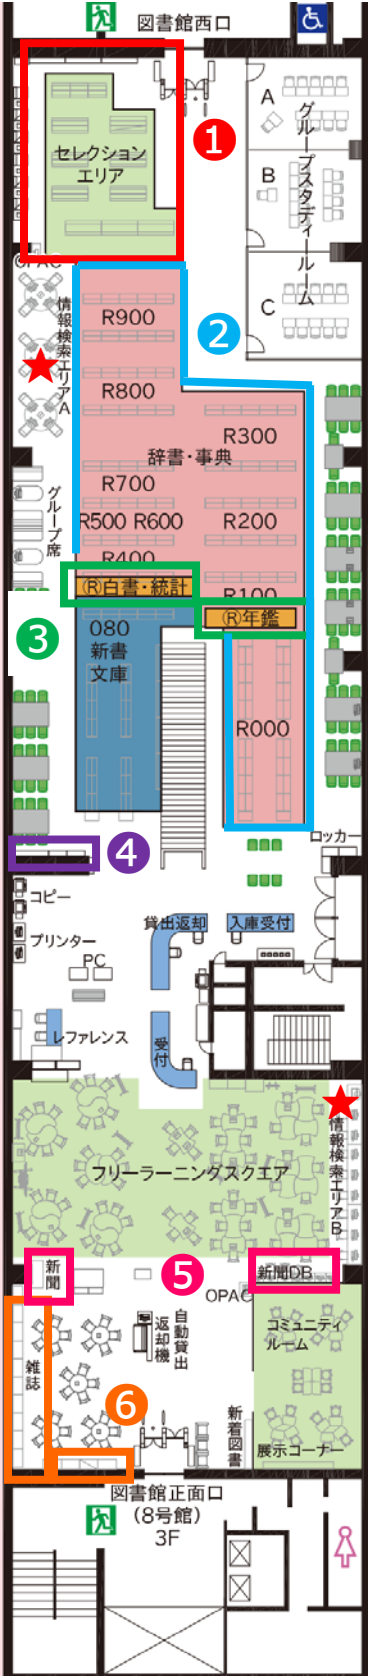 図書館西口
1
セレクション
エリア
A
B
C
グループスタディールーム
OPAC
情報検索エリアA
2
R900
R800
R300
辞書・事典
R700
R500 R600
R200
R400
R100
グループ席
Ⓡ白書・統計
Ⓡ年鑑
3
080
新書
文庫
R000
4
ロッカー
コピー
プリンター
PC
貸出返却
入庫受付
レファレンス
受付
フリーラーニングスクエア
情報検索エリアB
新聞
5
新聞DB
OPAC
自動貸出
返却機
コミュニティ
ルーム
雑誌
6
新着図書
展示コーナー
図書館正面口
(8号館)
3F